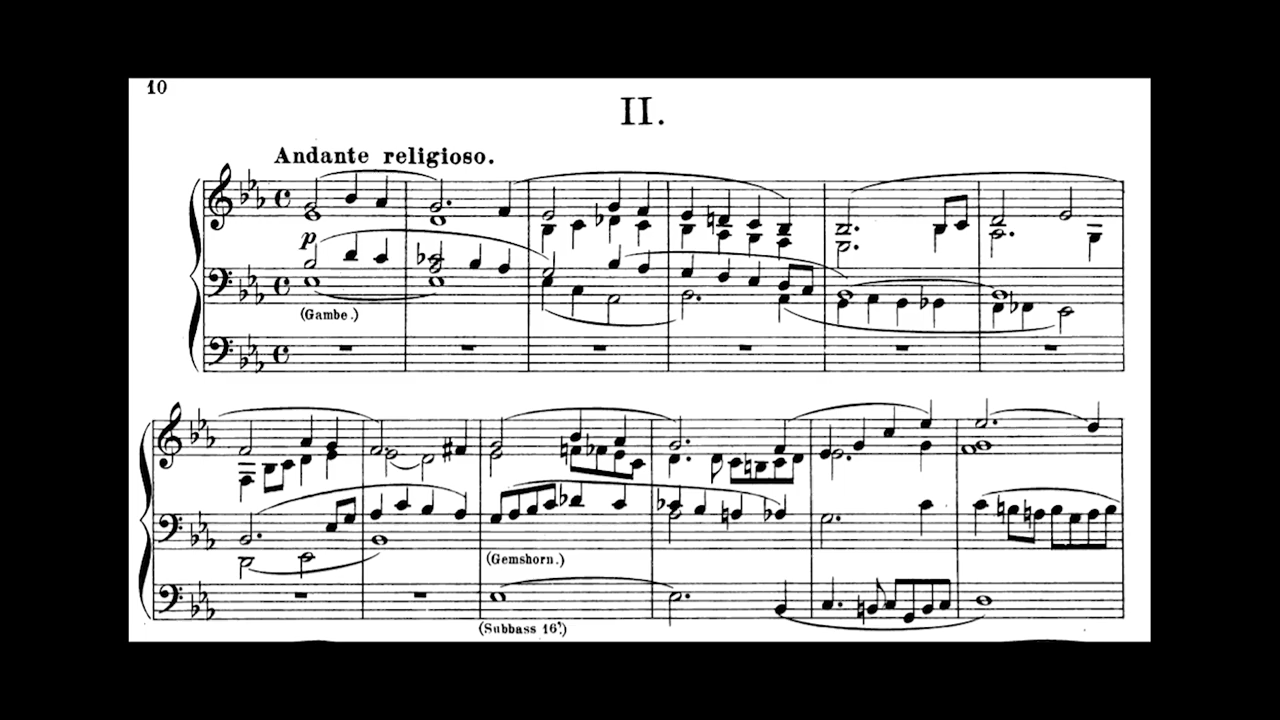 10
II.
Andante religioso.
p
(Gambe.)
(Gemshorn.)
(Subbass 16'.)